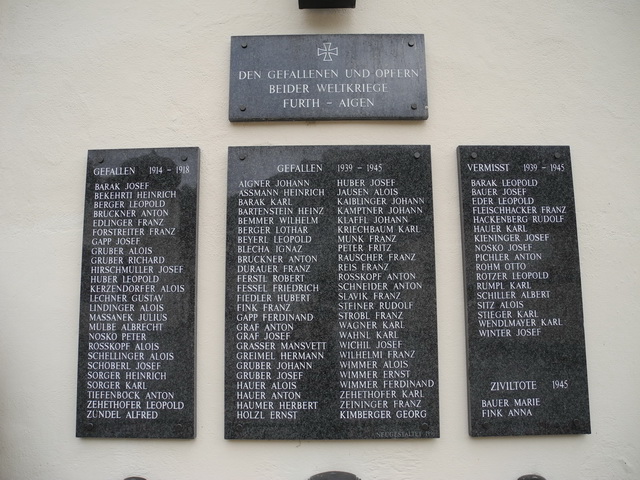 DEN GEFALLENEN UND OPFERN
BEIDER WELTKRIEGE
FURTH - AIGEN
GEFALLEN 1914 - 1918
BARAK JOSEF
BEKEHRTI HEINRICH
BERGER LEOPOLD
BRUCKNER ANTON
EDLINGER FRANZ
FORSTREITER FRANZ
GAPP JOSEF
GRUBER ALOIS
GRUBER RICHARD
HIRSCHMÜLLER JOSEF
HUBER LEOPOLD
KERZENDORFER ALOIS
LECHNER GUSTAV
LINDINGER ALOIS
MASSANEK JULIUS
MÜLBE ALBRECHT
NOSKO PETER
ROSSKOPF ALOIS
SCHELLINGER ALOIS
SCHOBERL JOSEF
SORGER HEINRICH
SORGER KARL
TIEFENBÖCK ANTON
ZEHETHOFER LEOPOLD
ZÜNDEL ALFRED
GEFALLEN 1939 - 1945
AIGNER JOHANN
ASSMANN HEINRICH
BARAK KARL
BARTENSTEIN HEINZ
BEMMER WILHELM
BERGER LOTHAR
BEYERL LEOPOLD
BLECHA IGNAZ
BRUCKNER ANTON
DURAUER FRANZ
FERSTL ROBERT
FESSEL FRIEDRICH
FIEDLER HUBERT
FINK FRANZ
GAPP FERDINAND
GRAF ANTON
GRAF JOSEF
GRASSER MANSVETT
GREIMEL HERMANN
GRUBER JOHANN
GRUBER JOSEF
HAUER ALOIS
HAUER ANTON
HAUMER HERBERT
HÖLZL ERNST
HUBER JOSEF
JAUSEN ALOIS
KAIBLINGER JOHANN
KAMPTNER JOHANN
KLAFFL JOHANN
KRIECHBAUM KARL
MUNK FRANZ
PETER FRITZ
RAUSCHER FRANZ
REIS FRANZ
ROSSKOPF ANTON
SCHNEIDER ANTON
SLAVIK FRANZ
STEINER RUDOLF
STROBL FRANZ
WAGNER KARL
WAHNL KARL
WICHL JOSEF
WILHELMI FRANZ
WIMMER ALOIS
WIMMER ERNST
WIMMER FERDINAND
ZEHETHOFER KARL
ZEININGER FRANZ
KIMBERGER GEORG
VERMISST 1939 - 1945
BARAK LEOPOLD
BAUER JOSEF
EDER LEOPOLD
FLEISCHHACKER FRANZ
HACKENBERG RUDOLF
HAUER KARL
KIENINGER JOSEF
NOSKO JOSEF
PICHLER ANTON
ROHM OTTO
ROTZER LEOPOLD
RUMPL KARL
SCHILLER ALBERT
SITZ ALOIS
STIEGER KARL
WENDLMAYER KARL
WINTER JOSEF
ZIVILTOTE 1945
BAUER MARIE
FINK ANNA